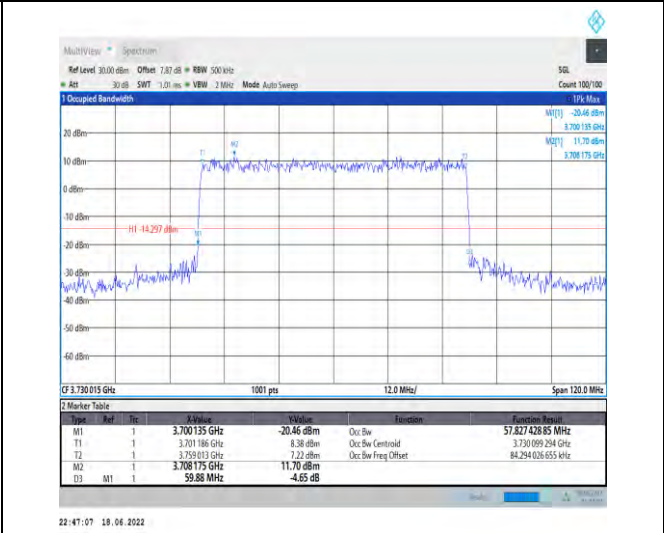 MultiView Spectrum
Ref Level 30.00 dBm Offset 7.87 dB RBW 500 kHz SGL
Att 30 dB SWT 1.01 ms VBW 2 MHz Mode Auto Sweep Count 100/100
1 Occupied Bandwidth 1Pk Max
M1[1] -20.46 dBm
3.700 135 GHz
M2[1] 11.70 dBm
3.708 175 GHz
20 dBm
10 dBm
0 dBm
-10 dBm
H1 -14.297 dBm
-30 dBm
-40 dBm
-50 dBm
-60 dBm
T1
M2
T2
M1
D3
CF 3.730 015 GHz 1001 pts 12.0 MHz/ Span 120.0 MHz
2 Marker Table
Type Ref Trc X-Value Y-Value Function Function Result
M1 1 3.700 135 GHz -20.46 dBm Occ Bw 57.827 428 85 MHz
T1 1 3.701 186 GHz 8.38 dBm Occ Bw Centroid 3.730 099 294 GHz
T2 1 3.759 013 GHz 7.22 dBm Occ Bw Freq Offset 84.294 026 655 kHz
M2 1 3.708 175 GHz 11.70 dBm
D3 M1 1 59.88 MHz -4.65 dB
22:47:07 18.06.2022